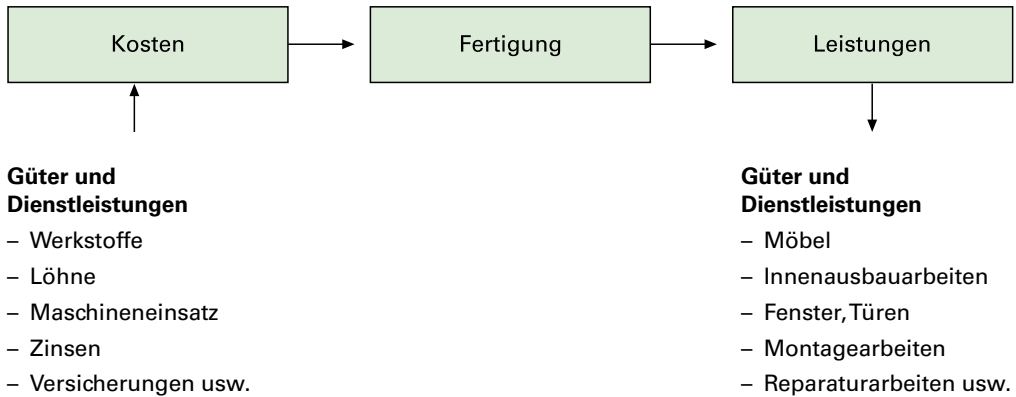 Kosten
Fertigung
Leistungen
Güter und
Dienstleistungen
– Werkstoffe
– Löhne
– Maschineneinsatz
– Zinsen
– Versicherungen usw.
Güter und
Dienstleistungen
– Möbel
– Innenausbauarbeiten
– Fenster, Türen
– Montagearbeiten
– Reparaturarbeiten usw.